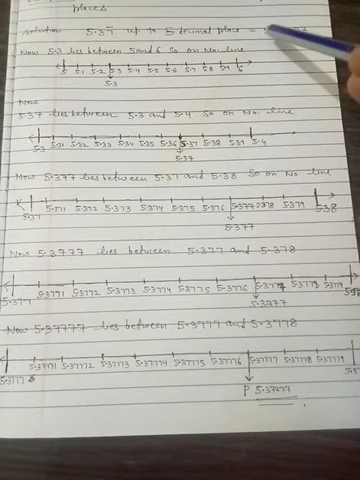 places
Solution 5.37 up to 5 decimal place =
Now 5.3 lies between 5 and 6 So on No. line
5 5.1 5.2 5.3 5.4 5.5 5.6 5.7 5.8 5.9 6
5.3
Now
5.37 lies between 5.3 and 5.4 So on No. line
5.3 5.31 5.32 5.33 5.34 5.35 5.36 5.37 5.38 5.39 5.4
5.37
Now 5.377 lies between 5.37 and 5.38 So on No. line
5.37 5.371 5.372 5.373 5.374 5.375 5.376 5.377 5.378 5.379 5.38
5.377
Now 5.3777 lies between 5.377 and 5.378
5.377 5.3771 5.3772 5.3773 5.3774 5.3775 5.3776 5.3777 5.3778 5.3779
5.3777
Now 5.37777 lies between 5.3777 and 5.3778
5.3777 5.37771 5.37772 5.37773 5.37774 5.37775 5.37776 5.37777 5.37778 5.37779
P 5.37777